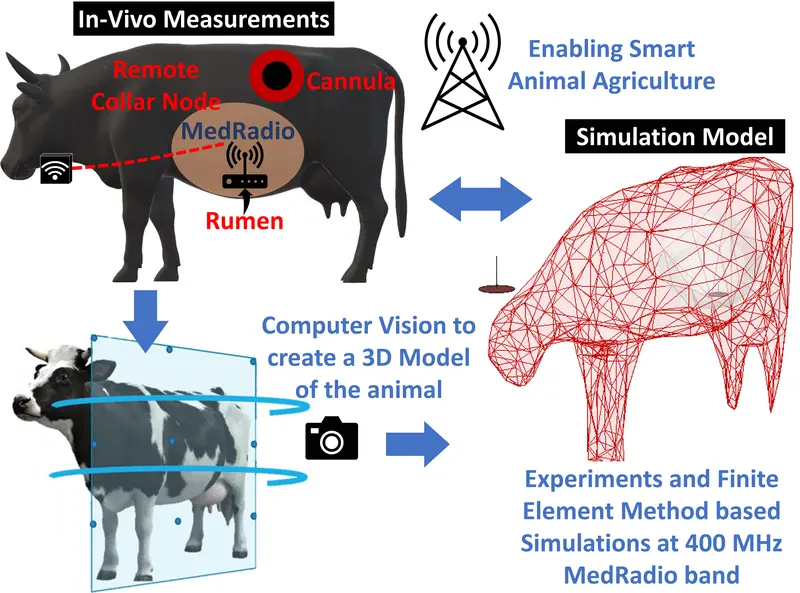 In-Vivo Measurements
Remote
Collar Node
Cannula
MedRadio
Rumen
Enabling Smart
Animal Agriculture
Simulation Model
Computer Vision to
create a 3D Model
of the animal
Experiments and Finite
Element Method based
Simulations at 400 MHz
MedRadio band